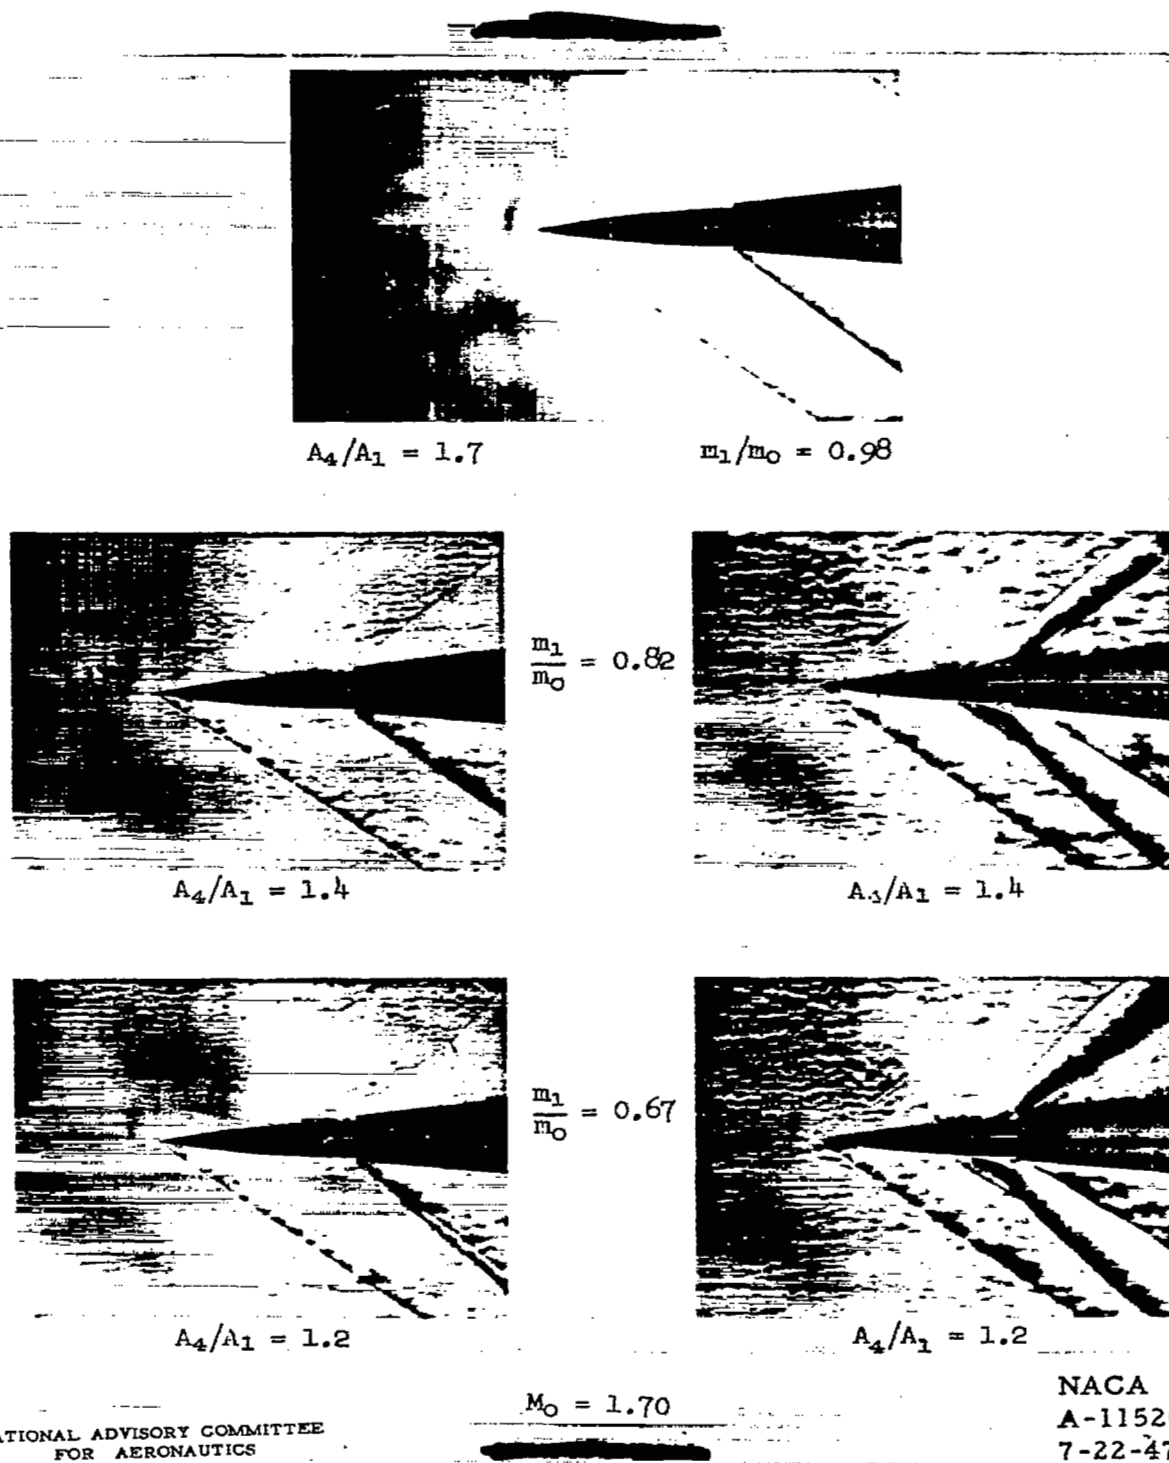 A₄/A₁ = 1.7 m₁/m₀ = 0.98
m₁/m₀ = 0.82
A₄/A₁ = 1.4 A₄/A₁ = 1.4
m₁/m₀ = 0.67
A₄/A₁ = 1.2 A₄/A₁ = 1.2
M₀ = 1.70
ATIONAL ADVISORY COMMITTEE
FOR AERONAUTICS
NACA
A-1152
7-22-47